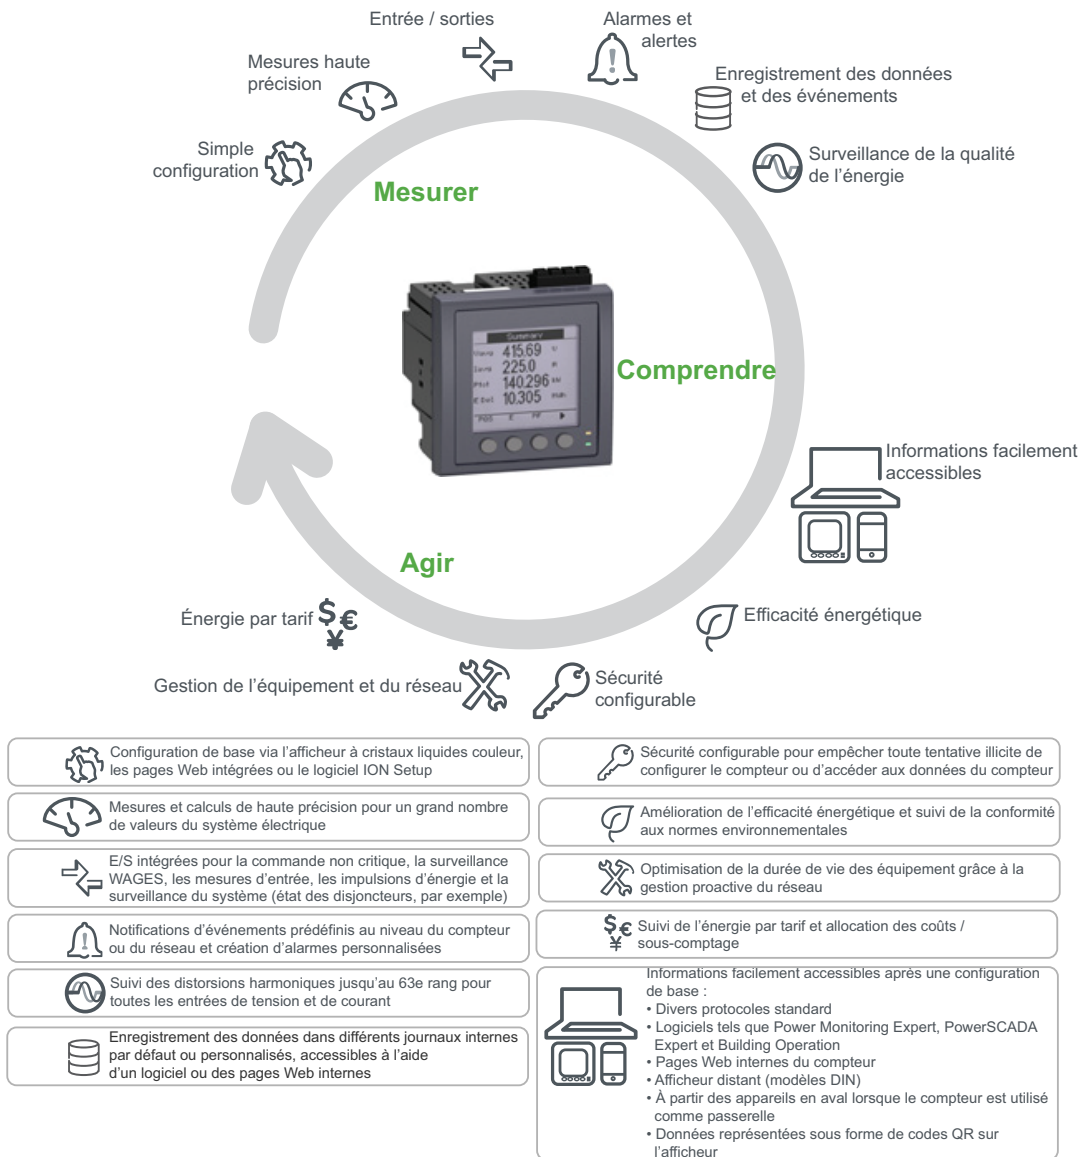 Entrée / sorties
Alarmes et
alertes
Mesures haute
précision
Enregistrement des données
et des événements
Simple
configuration
Surveillance de la qualité
de l'énergie
Mesurer
Summary
Vavg 415.69 V
Iavg 225.0 A
Ptot 140.296 kW
E Del 10.305 MWh
E PF
Comprendre
Informations facilement
accessibles
Agir
Énergie par tarif
$ € ¥
Efficacité énergétique
Gestion de l'équipement et du réseau
Sécurité
configurable
Configuration de base via l'afficheur à cristaux liquides couleur,
les pages Web intégrées ou le logiciel ION Setup
Mesures et calculs de haute précision pour un grand nombre
de valeurs du système électrique
E/S intégrées pour la commande non critique, la surveillance
WAGES, les mesures d'entrée, les impulsions d'énergie et la
surveillance du système (état des disjoncteurs, par exemple)
Notifications d'événements prédéfinis au niveau du compteur
ou du réseau et création d'alarmes personnalisées
Suivi des distorsions harmoniques jusqu'au 63e rang pour
toutes les entrées de tension et de courant
Enregistrement des données dans différents journaux internes
par défaut ou personnalisés, accessibles à l'aide
d'un logiciel ou des pages Web internes
Sécurité configurable pour empêcher toute tentative illicite de
configurer le compteur ou d'accéder aux données du compteur
Amélioration de l'efficacité énergétique et suivi de la conformité
aux normes environnementales
Optimisation de la durée de vie des équipement grâce à la
gestion proactive du réseau
$ € ¥
Suivi de l'énergie par tarif et allocation des coûts /
sous-comptage
Informations facilement accessibles après une configuration
de base :
• Divers protocoles standard
• Logiciels tels que Power Monitoring Expert, PowerSCADA
Expert et Building Operation
• Pages Web internes du compteur
• Afficheur distant (modèles DIN)
• À partir des appareils en aval lorsque le compteur est utilisé
comme passerelle
• Données représentées sous forme de codes QR sur
l'afficheur